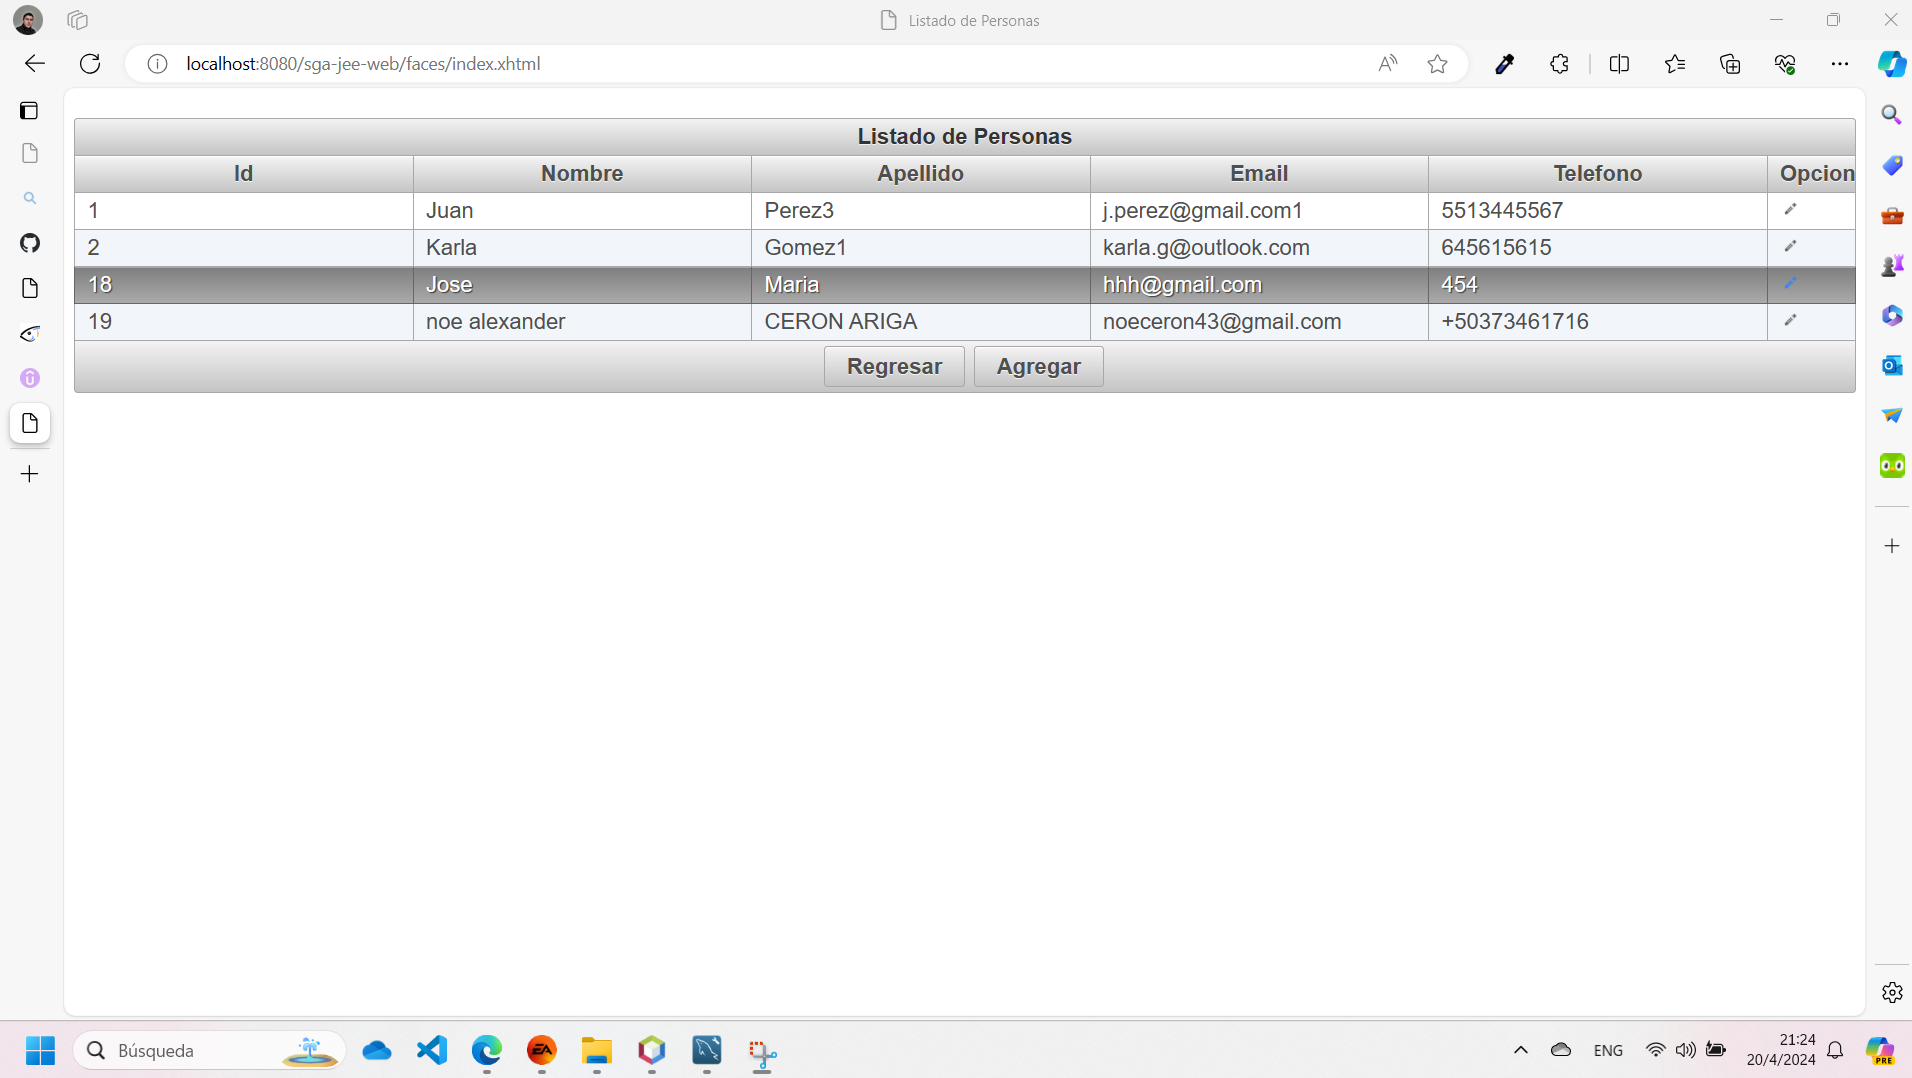 Listado de Personas
localhost:8080/sga-jee-web/faces/index.xhtml
Listado de Personas
Id Nombre Apellido Email Telefono Opcion
1 Juan Perez3 j.perez@gmail.com1 5513445567
2 Karla Gomez1 karla.g@outlook.com 645615615
18 Jose Maria hhh@gmail.com 454
19 noe alexander CERON ARIGA noeceron43@gmail.com +50373461716
Regresar Agregar
Búsqueda
EA
ENG
21:24
20/4/2024
PRE